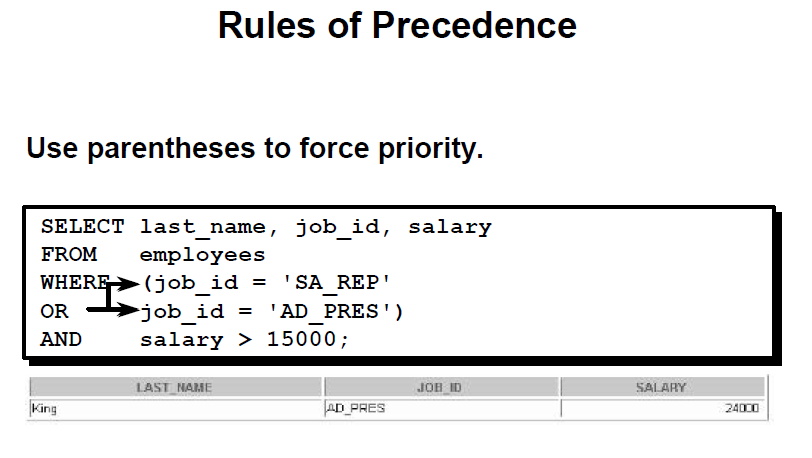 Rules of Precedence
Use parentheses to force priority.
SELECT last_name, job_id, salary
FROM employees
WHERE (job_id = 'SA_REP'
OR job_id = 'AD_PRES')
AND salary > 15000;
LAST_NAME JOB_ID SALARY
King AD_PRES 24000